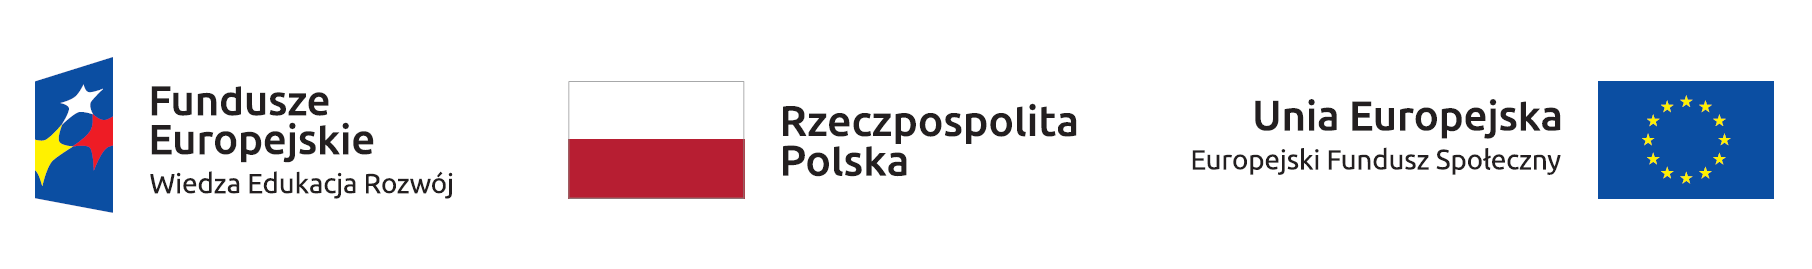 Fundusze
Europejskie
Wiedza Edukacja Rozwój
Rzeczpospolita
Polska
Unia Europejska
Europejski Fundusz Społeczny